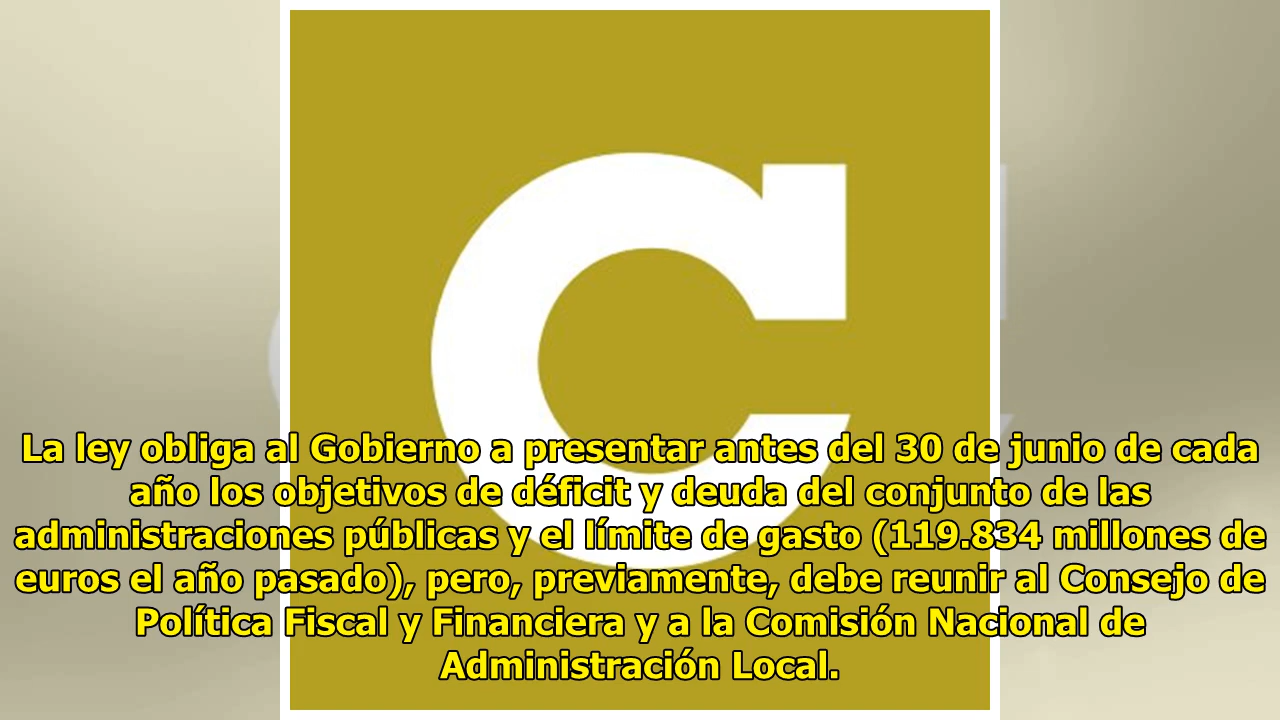 C
La ley obliga al Gobierno a presentar antes del 30 de junio de cada
año los objetivos de déficit y deuda del conjunto de las
administraciones públicas y el límite de gasto (119.834 millones de
euros el año pasado), pero, previamente, debe reunir al Consejo de
Política Fiscal y Financiera y a la Comisión Nacional de
Administración Local.